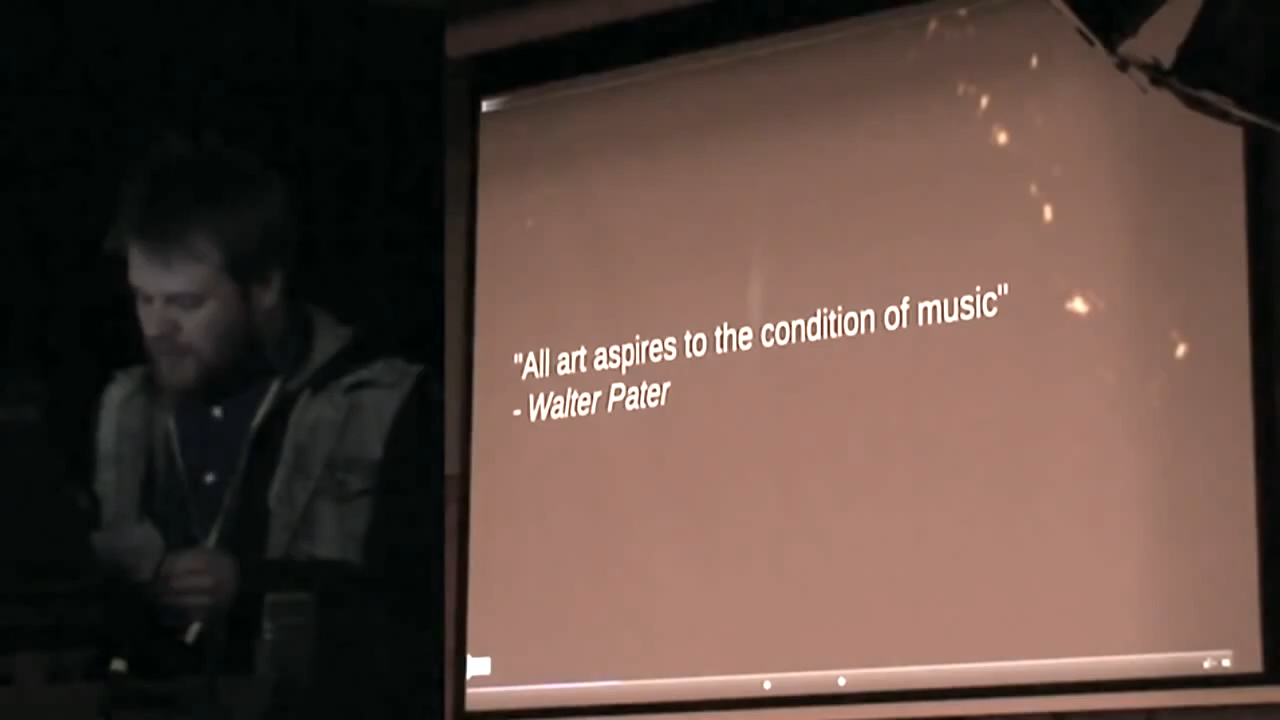 "All art aspires to the condition of music"
- Walter Pater